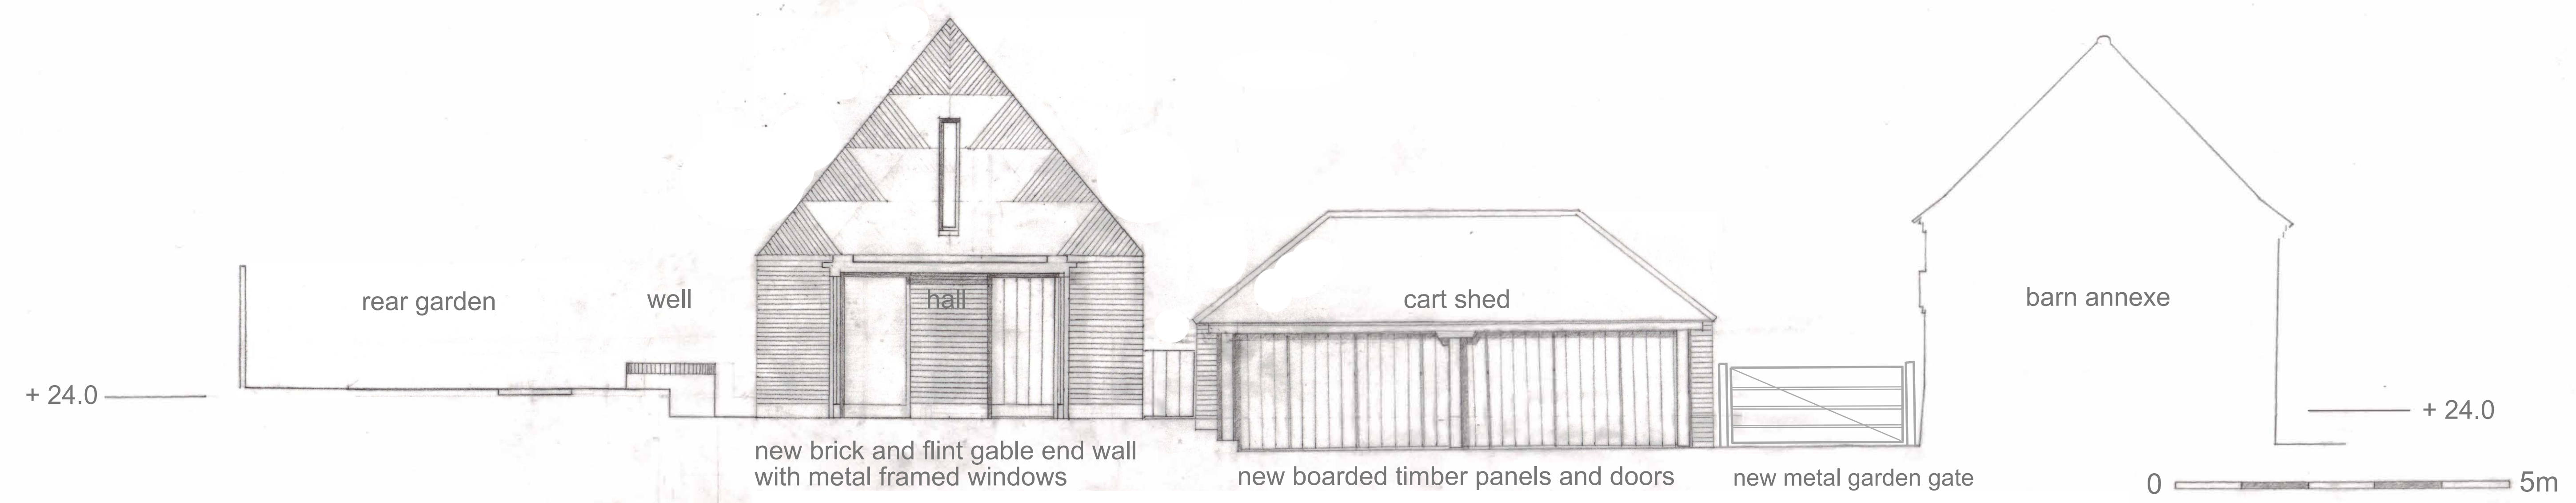 rear garden
well
hall
cart shed
barn annexe
+ 24.0
+ 24.0
new brick and flint gable end wall
with metal framed windows
new boarded timber panels and doors
new metal garden gate
0
5m